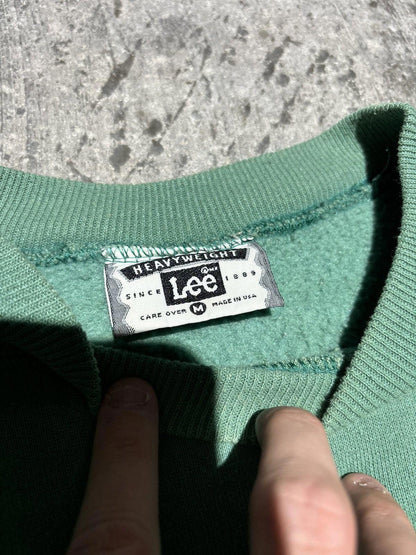 HEAVYWEIGHT
SINCE Lee 1889
CARE OVER M MADE IN USA